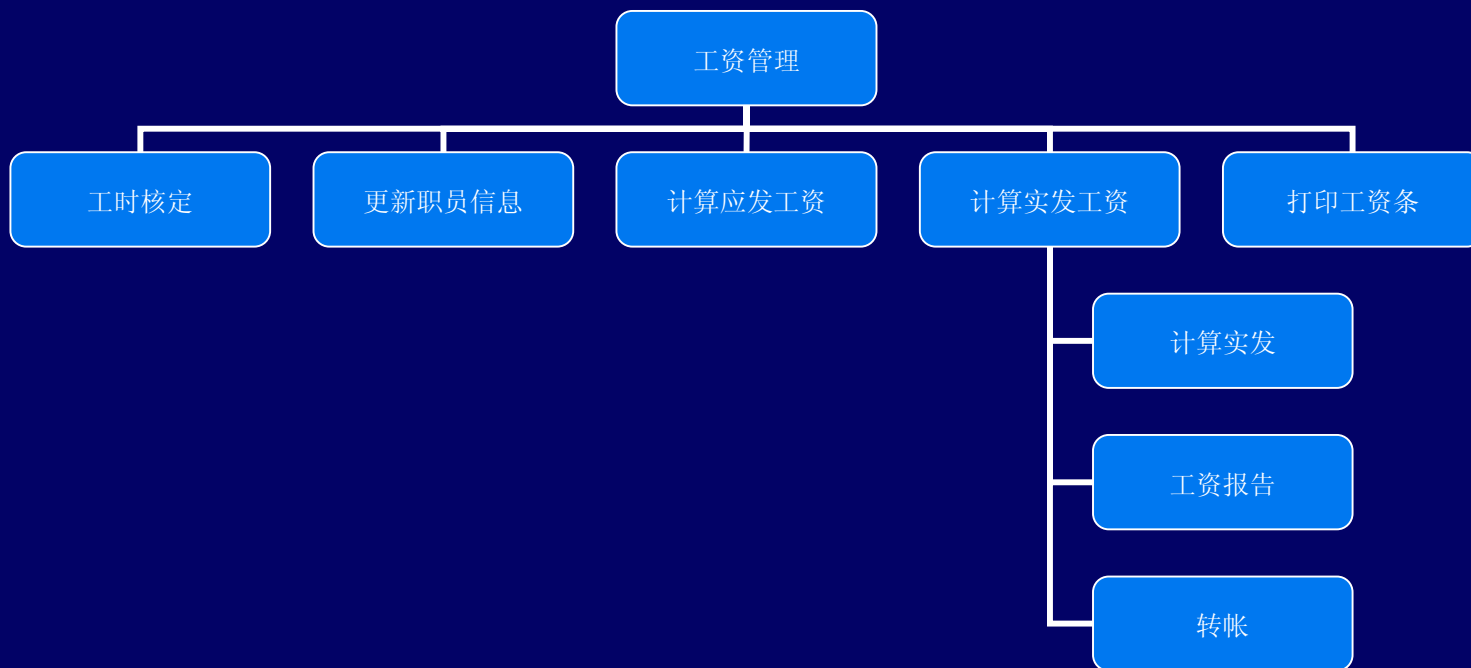 工资管理
工时核定
更新职员信息
计算应发工资
计算实发工资
打印工资条
计算实发
工资报告
转帐